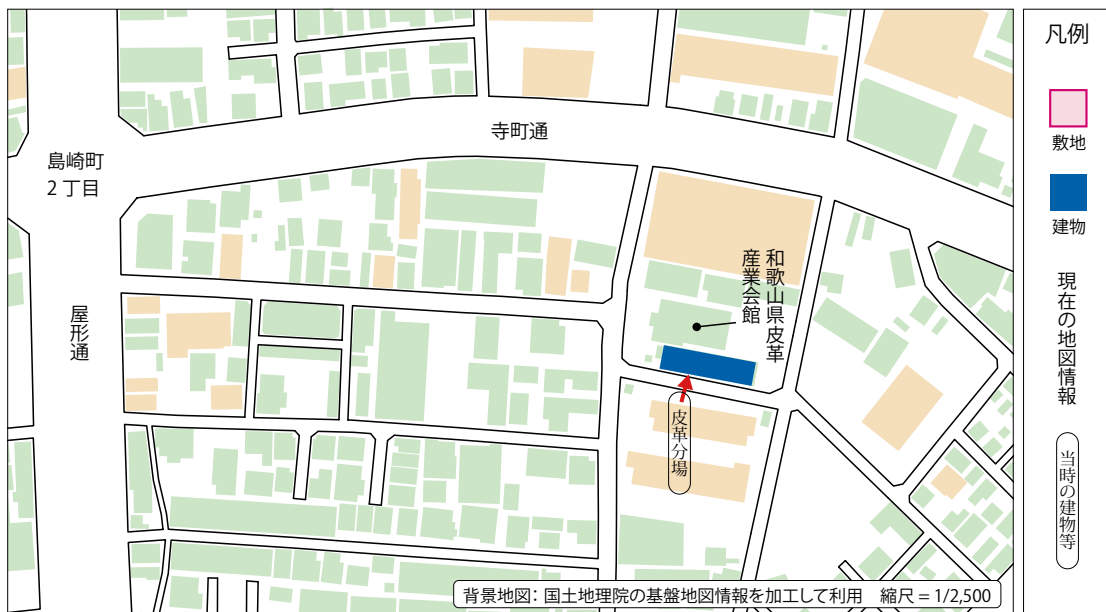 寺町通
島崎町
2 丁目
和歌山県皮革
産業会館
屋形通
皮革分場
背景地図: 国土地理院の基盤地図情報を加工して利用　縮尺 = 1/2,500
凡例
敷地
建物
現在の地図情報
当時の建物等